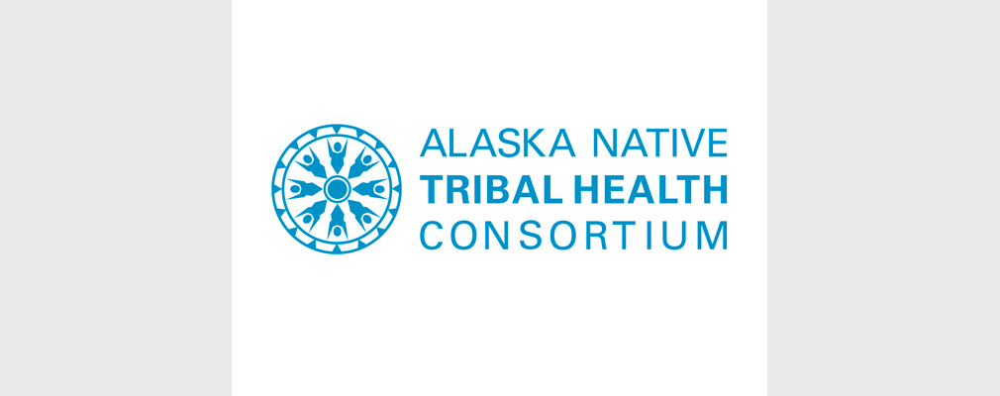 ALASKA NATIVE
TRIBAL HEALTH
CONSORTIUM